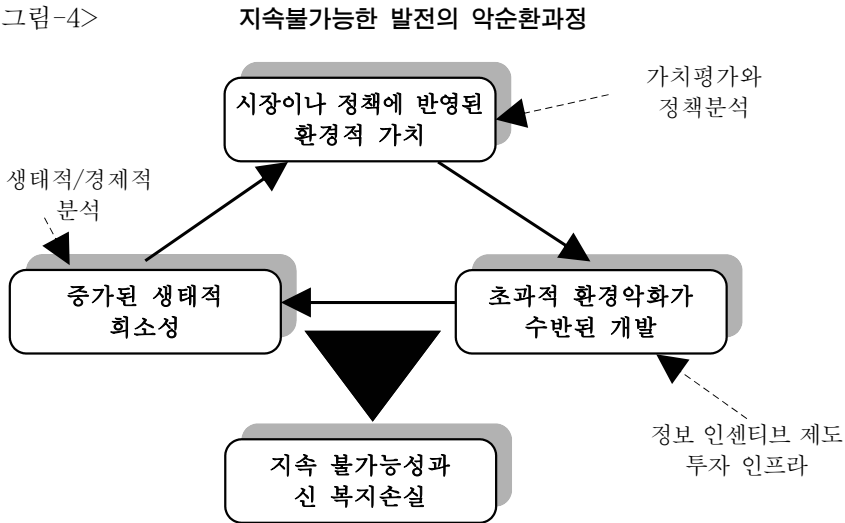 그림-4> 지속불가능한 발전의 악순환과정
시장이나 정책에 반영된
환경적 가치
가치평가와
정책분석
생태적/경제적
분석
증가된 생태적
희소성
초과적 환경악화가
수반된 개발
정보 인센티브 제도
투자 인프라
지속 불가능성과
신 복지손실